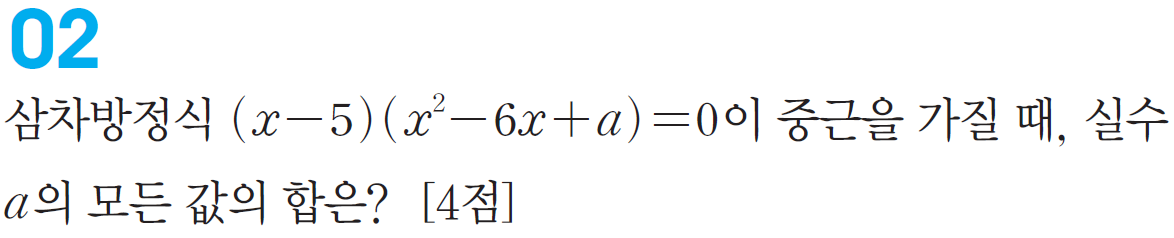 02
삼차방정식 (x-5)(x²-6x+a)=0이 중근을 가질 때, 실수
a의 모든 값의 합은? [4점]